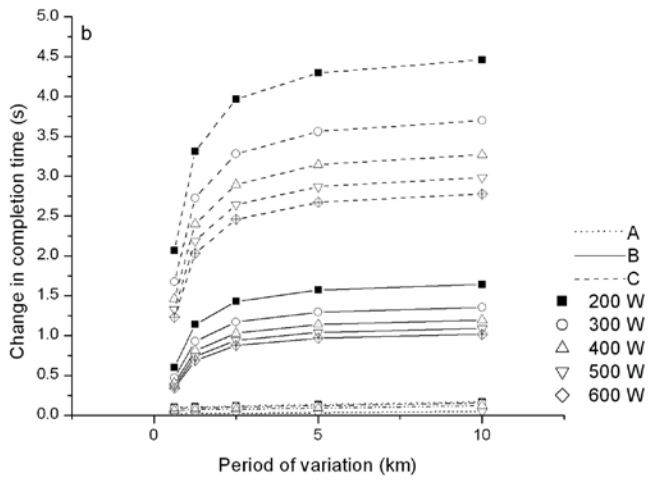 b
5.0
4.5
4.0
3.5
3.0
2.5
2.0
1.5
1.0
0.5
0.0
Change in completion time (s)
0
5
10
Period of variation (km)
A
B
C
200 W
300 W
400 W
500 W
600 W